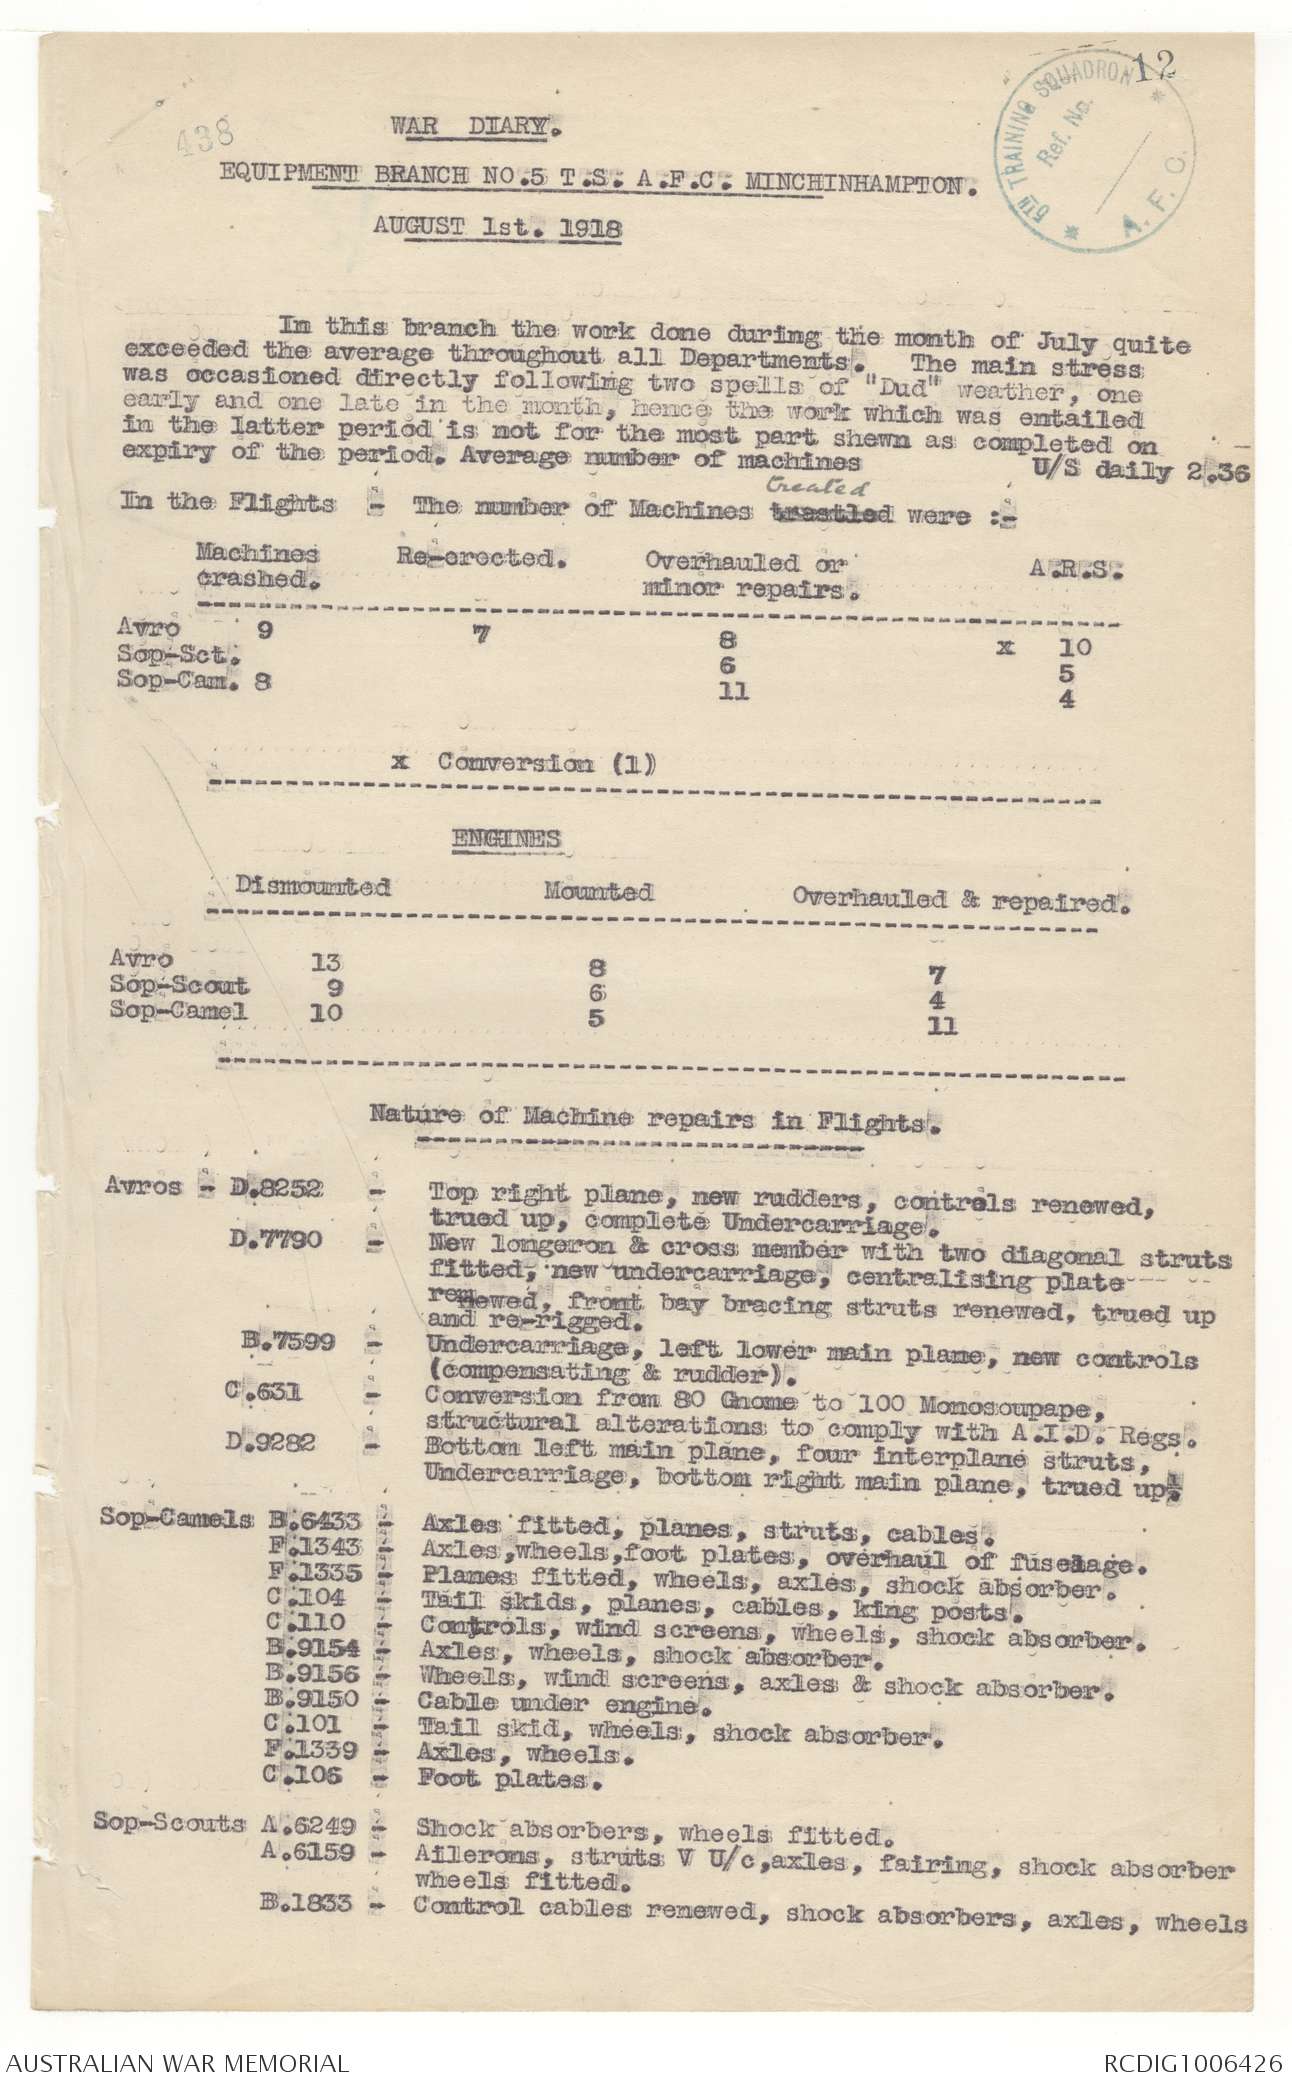 12
438
5TH TRAINING SQUADRON
Ref. No.
A. F. C.
WAR DIARY.
EQUIPMENT BRANCH NO.5 T.S. A.F.C. MINCHINHAMPTON.
AUGUST 1st. 1918
In this branch the work done during the month of July quite
exceeded the average throughout all Departments. The main stress
was occasioned directly following two spells of "Dud" weather, one
early and one late in the month, hence the work which was entailed
in the latter period is not for the most part shewn as completed on
expiry of the period. Average number of machines U/S daily 2.36
treated
In the Flights - The number of Machines trestled were :-
Machines Re-erected. Overhauled or A.R.S.
crashed. minor repairs.
Avro 9 7 8 x 10
Sop-Sct. 6 5
Sop-Cam. 8 11 4
x Conversion (1)
ENGINES
Dismounted Mounted Overhauled & repaired.
Avro 13 8 7
Sop-Scout 9 6 4
Sop-Camel 10 5 11
Nature of Machine repairs in Flights.
Avros - D.8252 - Top right plane, new rudders, controls renewed,
trued up, complete Undercarriage.
D.7790 - New longeron & cross member with two diagonal struts
fitted, new undercarriage, centralising plate
renewed, front bay bracing struts renewed, trued up
and re-rigged.
B.7599 - Undercarriage, left lower main plane, new controls
(compensating & rudder).
C.631 - Conversion from 80 Gnome to 100 Monosoupape,
structural alterations to comply with A.I.D. Regs.
D.9282 - Bottom left main plane, four interplane struts,
Undercarriage, bottom right main plane, trued up.
Sop-Camels B.6433 - Axles fitted, planes, struts, cables.
F.1343 - Axles,wheels,foot plates, overhaul of fuselage.
F.1335 - Planes fitted, wheels, axles, shock absorber.
C.104 - Tail skids, planes, cables, king posts.
C.110 - Controls, wind screens, wheels, shock absorber.
B.9154 - Axles, wheels, shock absorber.
B.9156 - Wheels, wind screens, axles & shock absorber.
B.9150 - Cable under engine.
C.101 - Tail skid, wheels, shock absorber.
F.1339 - Axles, wheels.
C.106 - Foot plates.
Sop-Scouts A.6249 - Shock absorbers, wheels fitted.
A.6159 - Ailerons, struts V U/c,axles, fairing, shock absorber
wheels fitted.
B.1833 - Control cables renewed, shock absorbers, axles, wheels
AUSTRALIAN WAR MEMORIAL RCDIG1006426